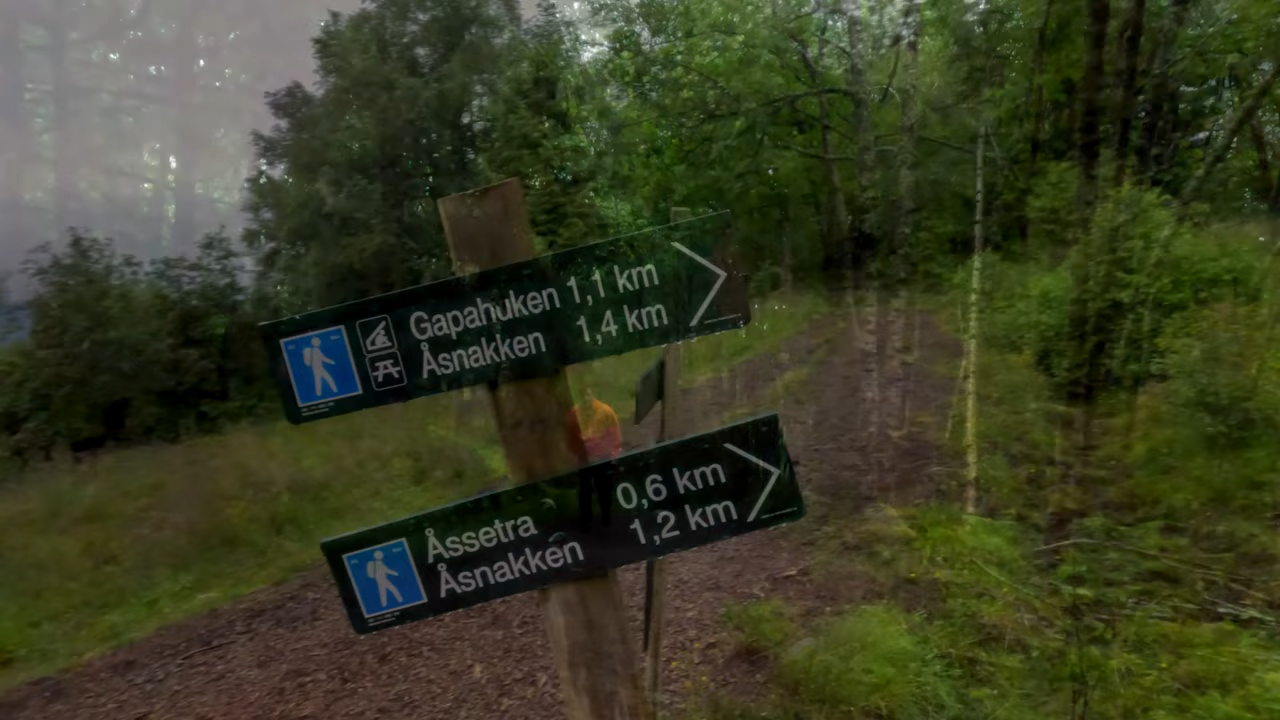 Gapahuken 1,1 km
Åsnakken 1,4 km
Åssetra 0,6 km
Åsnakken 1,2 km